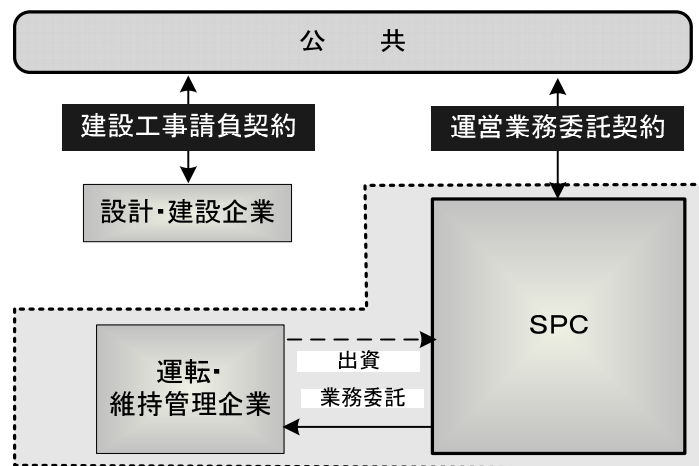 公　　共
建設工事請負契約
運営業務委託契約
設計・建設企業
SPC
運転・
維持管理企業
出資
業務委託